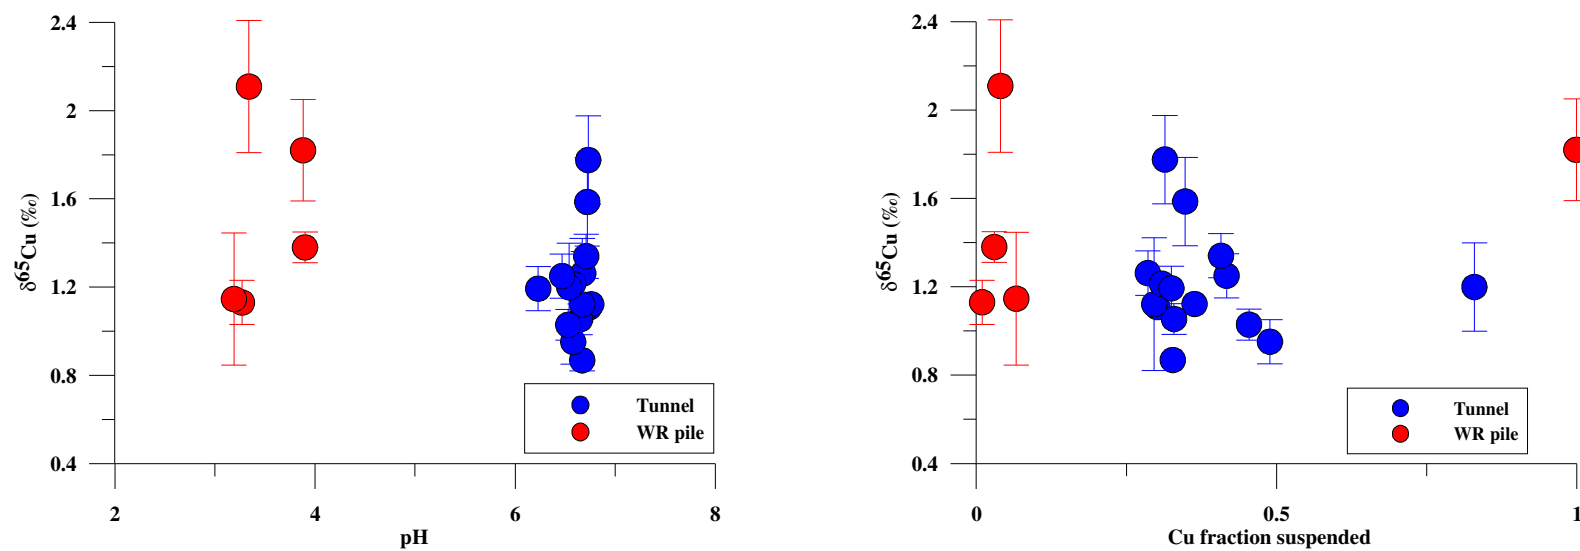 2.4
2
1.6
1.2
0.8
0.4
δ65Cu (‰)
2
4
6
8
pH
Tunnel
WR pile
2.4
2
1.6
1.2
0.8
0.4
δ65Cu (‰)
0
0.5
1
Cu fraction suspended
Tunnel
WR pile